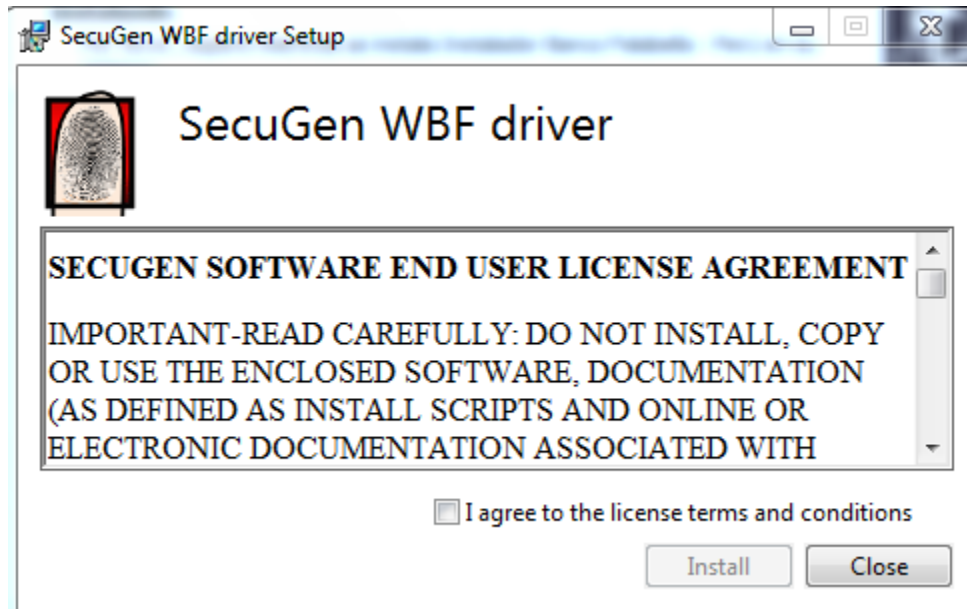 SecuGen WBF driver Setup
SecuGen WBF driver
SECUGEN SOFTWARE END USER LICENSE AGREEMENT
IMPORTANT-READ CAREFULLY: DO NOT INSTALL, COPY
OR USE THE ENCLOSED SOFTWARE, DOCUMENTATION
(AS DEFINED AS INSTALL SCRIPTS AND ONLINE OR
ELECTRONIC DOCUMENTATION ASSOCIATED WITH
I agree to the license terms and conditions
Install Close